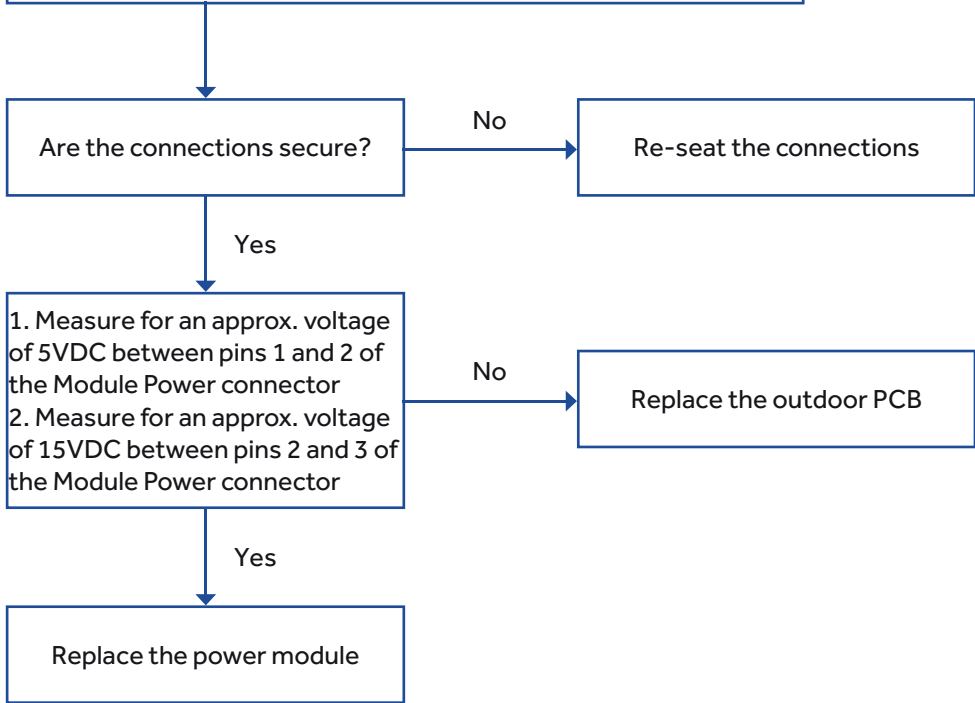 Are the connections secure?
No
Re-seat the connections
Yes
1. Measure for an approx. voltage
of 5VDC between pins 1 and 2 of
the Module Power connector
2. Measure for an approx. voltage
of 15VDC between pins 2 and 3 of
the Module Power connector
No
Replace the outdoor PCB
Yes
Replace the power module